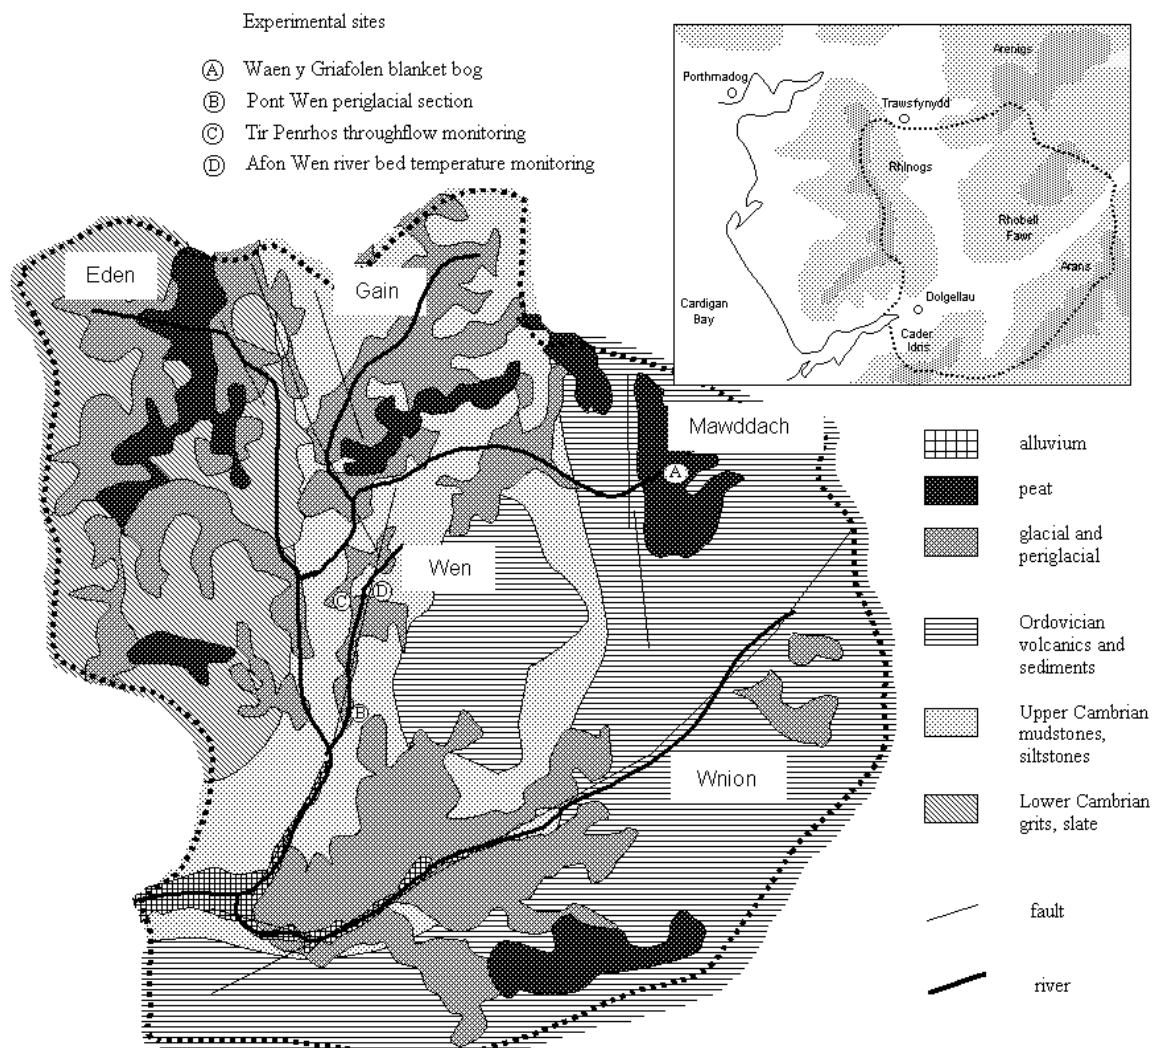 Experimental sites
A Waen y Griafolen blanket bog
B Pont Wen periglacial section
C Tir Penrhos throughflow monitoring
D Afon Wen river bed temperature monitoring
Arenigs
Porthmadog
Trawsfynydd
Rhinogs
Rhobell
Fawr
Arans
Cardigan
Bay
Dolgellau
Cader
Idris
Eden
Gain
Mawddach
A
Wen
C
D
B
Wnion
alluvium
peat
glacial and
periglacial
Ordovician
volcanics and
sediments
Upper Cambrian
mudstones,
siltstones
Lower Cambrian
grits, slate
fault
river